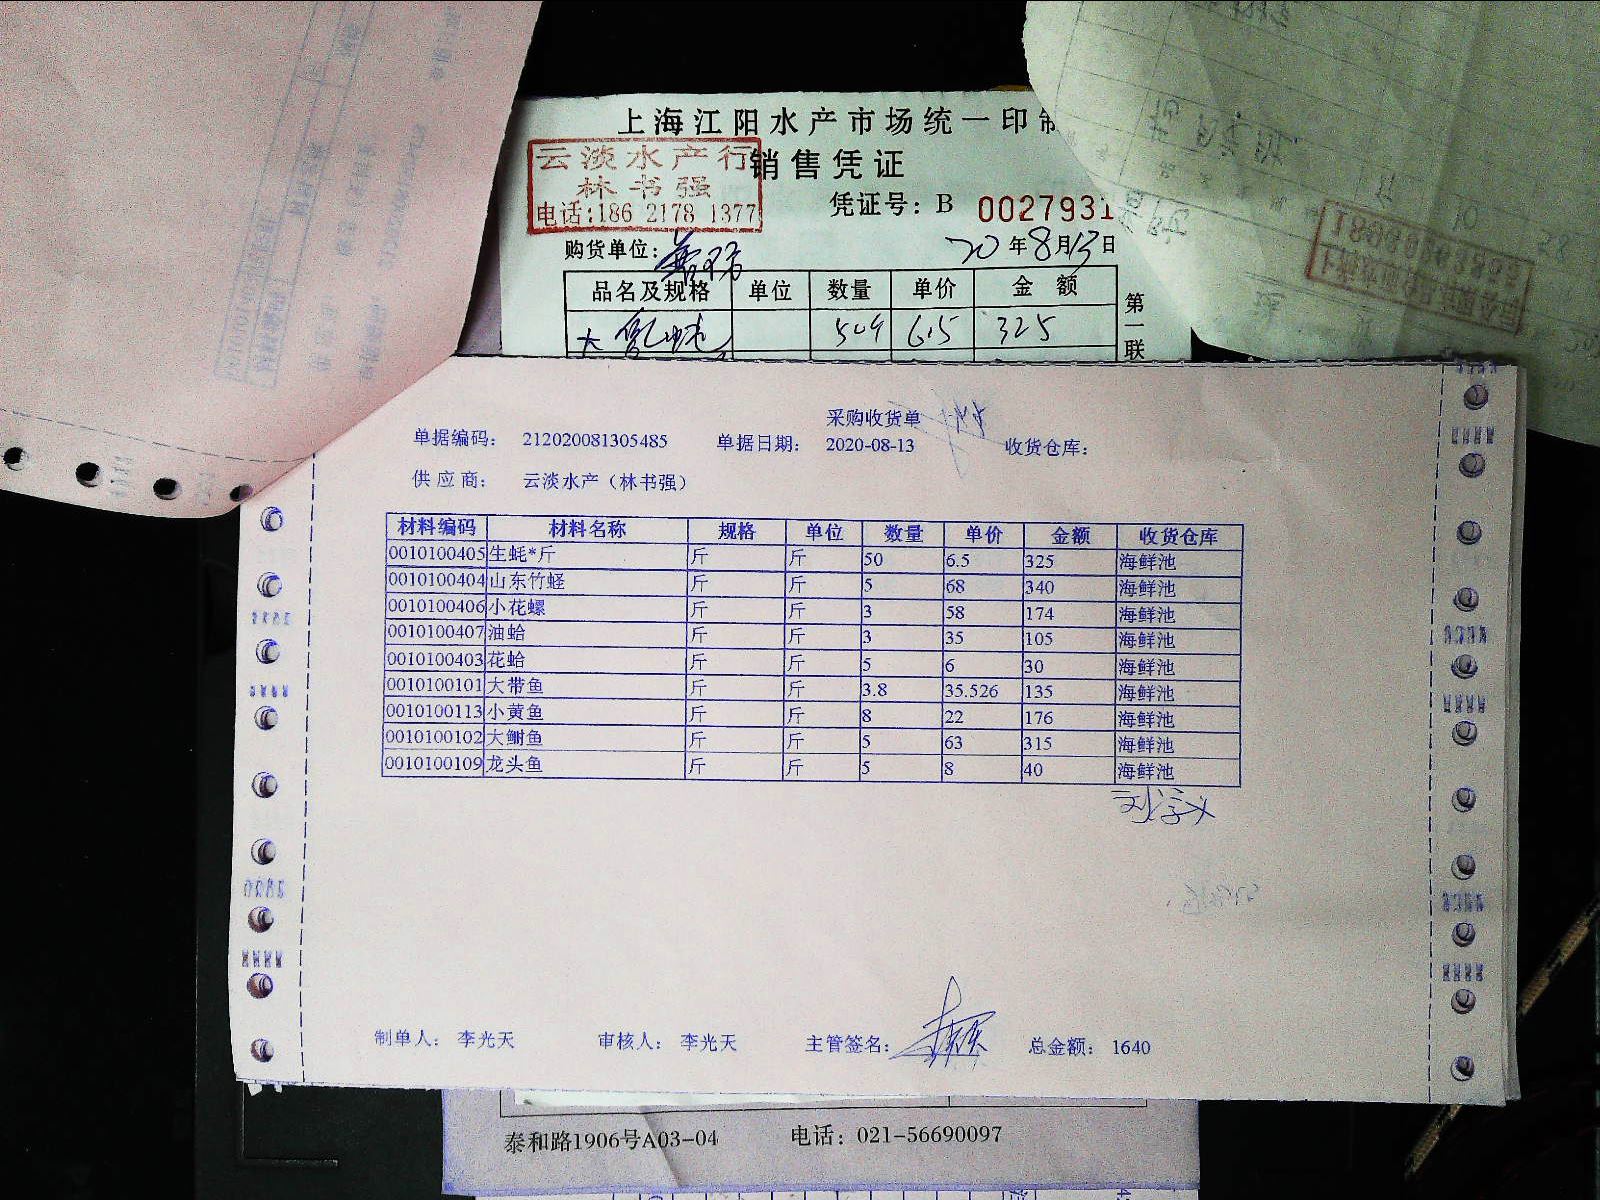 上海江阳水产市场统一印制
云淡水产行 销售凭证
林书强
电话:186 2178 1377 凭证号: B 0027931
购货单位: 20年8月13日
品名及规格 单位 数量 单价 金额
大 50斤 6.5 325
第一联
采购收货单
单据编码: 212020081305485 单据日期: 2020-08-13 收货仓库:
供应商: 云淡水产（林书强）
材料编码 材料名称 规格 单位 数量 单价 金额 收货仓库
0010100405 生蚝*斤 斤 斤 50 6.5 325 海鲜池
0010100404 山东竹蛏 斤 斤 5 68 340 海鲜池
0010100406 小花螺 斤 斤 3 58 174 海鲜池
0010100407 油蛤 斤 斤 3 35 105 海鲜池
0010100403 花蛤 斤 斤 5 6 30 海鲜池
0010100101 大带鱼 斤 斤 3.8 35.526 135 海鲜池
0010100113 小黄鱼 斤 斤 8 22 176 海鲜池
0010100102 大鲥鱼 斤 斤 5 63 315 海鲜池
0010100109 龙头鱼 斤 斤 5 8 40 海鲜池
制单人: 李光天 审核人: 李光天 主管签名: 总金额: 1640
泰和路1906号A03-04 电话: 021-56690097